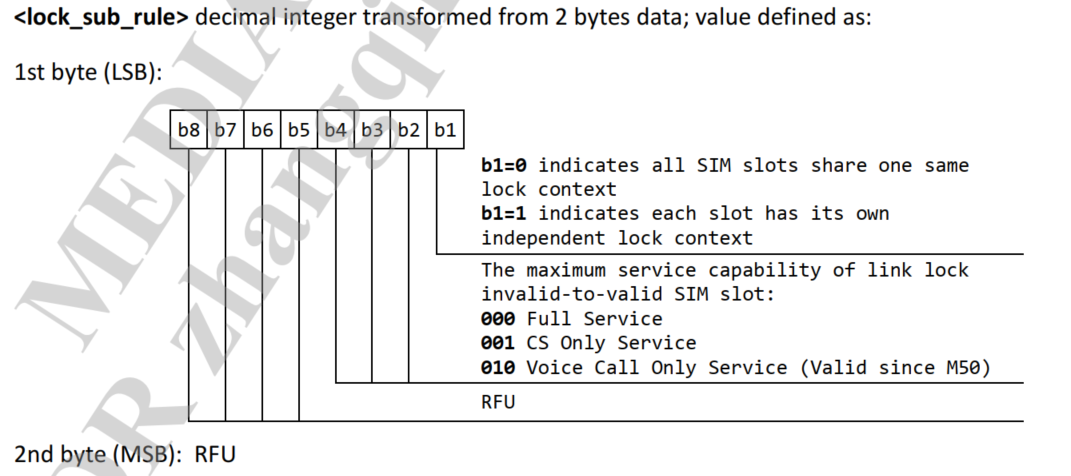 <lock_sub_rule> decimal integer transformed from 2 bytes data; value defined as:
1st byte (LSB):
b8 b7 b6 b5 b4 b3 b2 b1
b1=0 indicates all SIM slots share one same
lock context
b1=1 indicates each slot has its own
independent lock context
The maximum service capability of link lock
invalid-to-valid SIM slot:
000 Full Service
001 CS Only Service
010 Voice Call Only Service (Valid since M50)
RFU
2nd byte (MSB): RFU